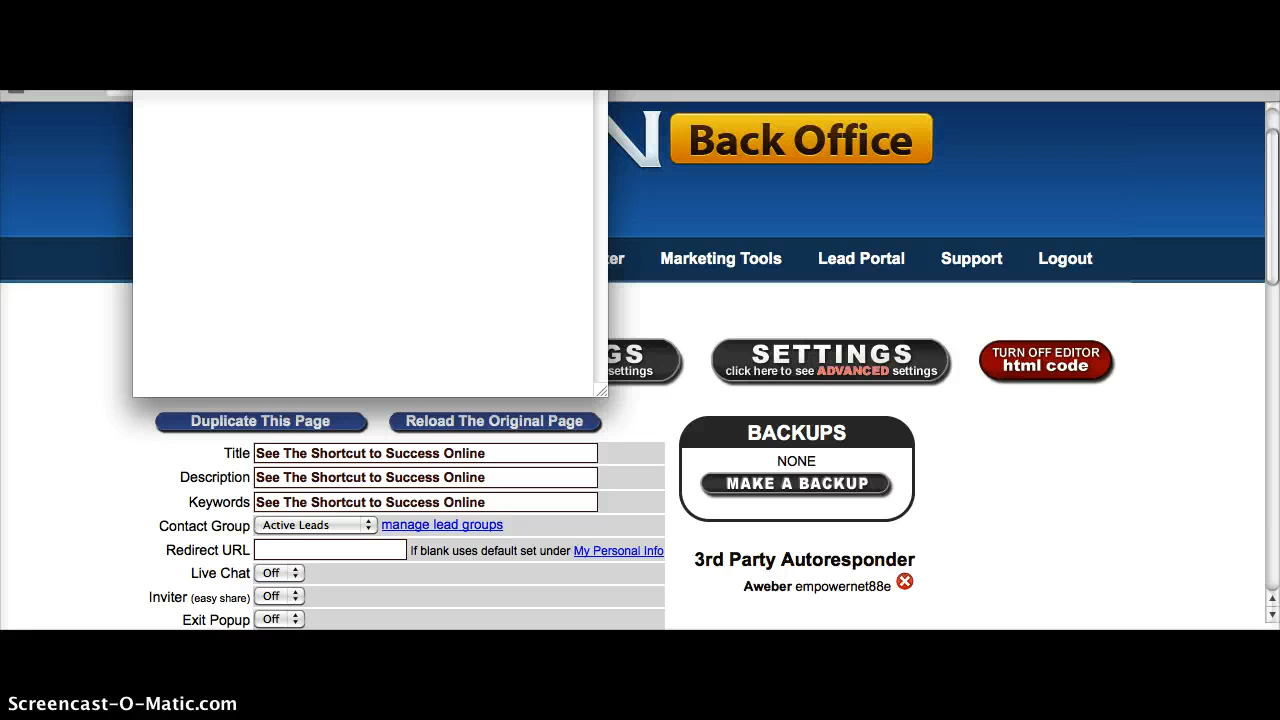 N Back Office
ter Marketing Tools Lead Portal Support Logout
GS
settings
SETTINGS
click here to see ADVANCED settings
TURN OFF EDITOR
html code
Duplicate This Page
Reload The Original Page
Title See The Shortcut to Success Online
Description See The Shortcut to Success Online
Keywords See The Shortcut to Success Online
Contact Group Active Leads manage lead groups
Redirect URL If blank uses default set under My Personal Info
Live Chat Off
Inviter (easy share) Off
Exit Popup Off
BACKUPS
NONE
MAKE A BACKUP
3rd Party Autoresponder
Aweber empowernet88e
Screencast-O-Matic.com